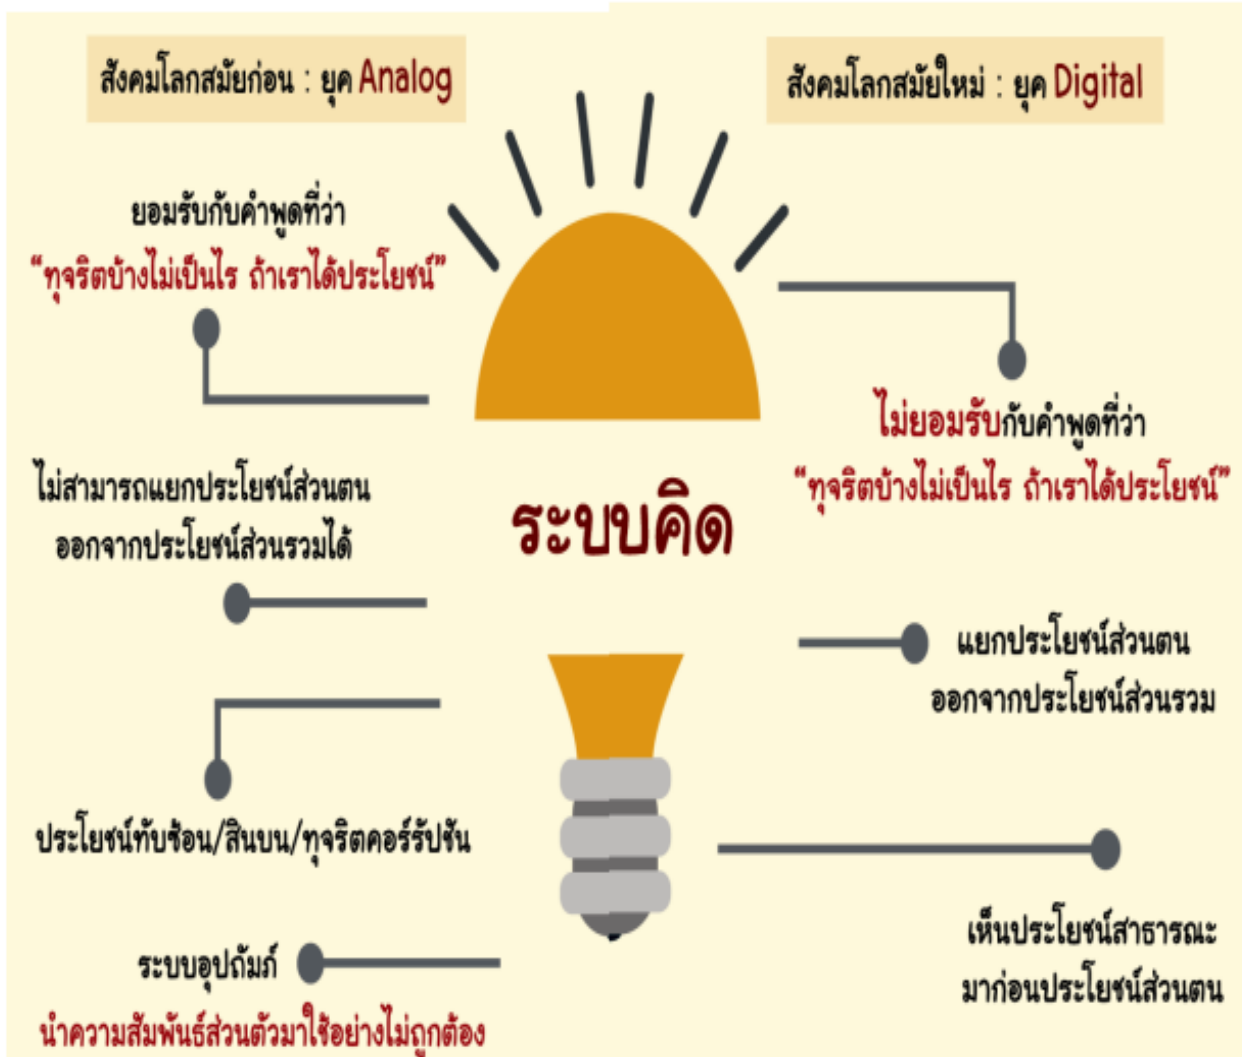 สังคมโลกสมัยก่อน : ยุค Analog
ยอมรับกับคำพูดที่ว่า
“ทุจริตบ้างไม่เป็นไร ถ้าเราได้ประโยชน์”
ไม่สามารถแยกประโยชน์ส่วนตน
ออกจากประโยชน์ส่วนรวมได้
ประโยชน์ทับซ้อน/สินบน/ทุจริตคอร์รัปชัน
ระบบอุปถัมภ์
นำความสัมพันธ์ส่วนตัวมาใช้อย่างไม่ถูกต้อง
ระบบคิด
สังคมโลกสมัยใหม่ : ยุค Digital
ไม่ยอมรับกับคำพูดที่ว่า
“ทุจริตบ้างไม่เป็นไร ถ้าเราได้ประโยชน์”
แยกประโยชน์ส่วนตน
ออกจากประโยชน์ส่วนรวม
เห็นประโยชน์สาธารณะ
มาก่อนประโยชน์ส่วนตน